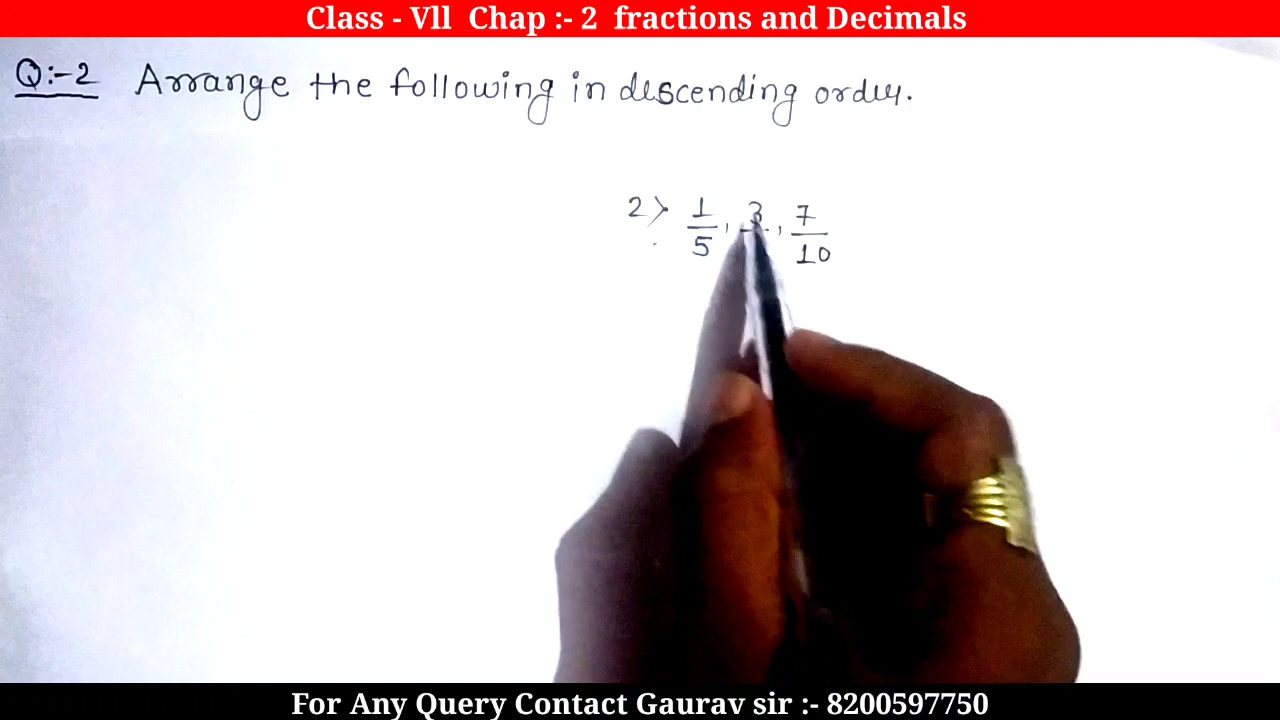 Class - Vll Chap :- 2 fractions and Decimals
Q:-2 Arrange the following in descending order.
2> 1/5, 3, 7/10
For Any Query Contact Gaurav sir :- 8200597750